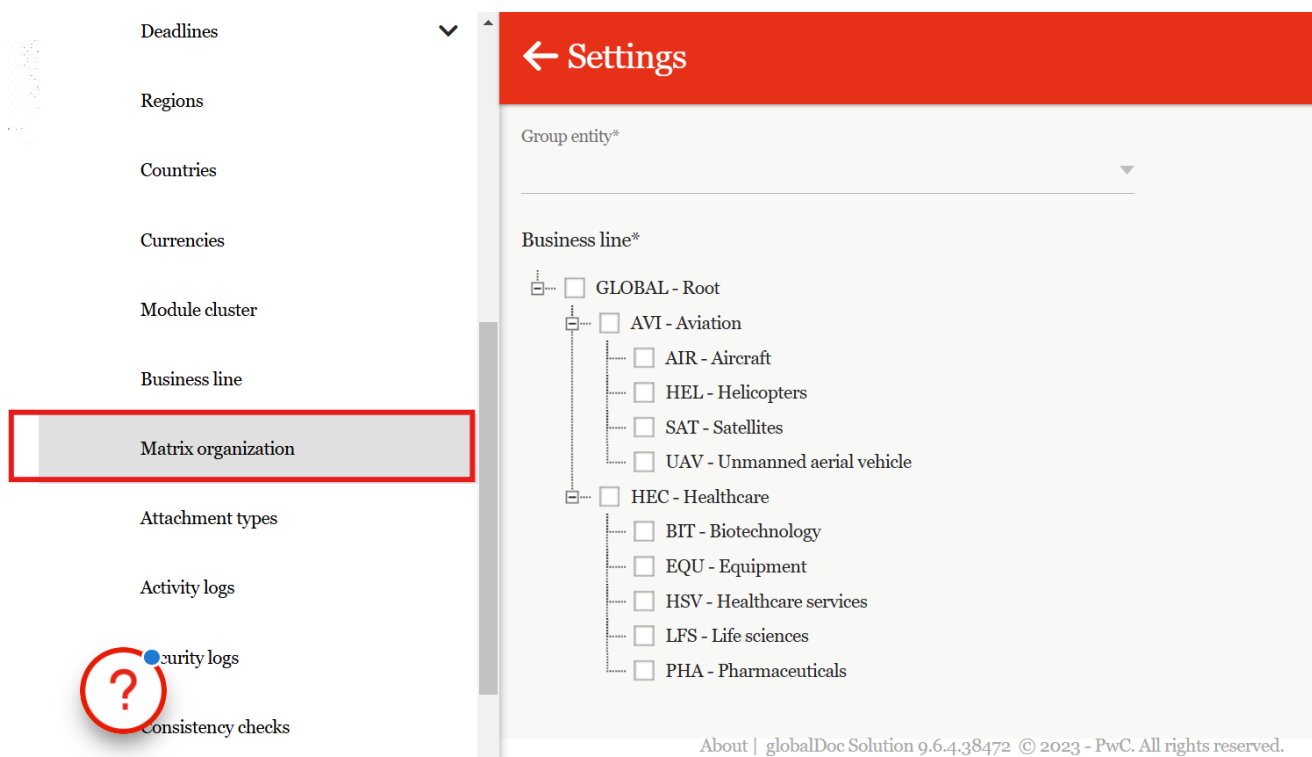 Deadlines
Regions
Countries
Currencies
Module cluster
Business line
Matrix organization
Attachment types
Activity logs
curity logs
Consistency checks
?
Settings
Group entity*
Business line*
GLOBAL - Root
AVI - Aviation
AIR - Aircraft
HEL - Helicopters
SAT - Satellites
UAV - Unmanned aerial vehicle
HEC - Healthcare
BIT - Biotechnology
EQU - Equipment
HSV - Healthcare services
LFS - Life sciences
PHA - Pharmaceuticals
About | globalDoc Solution 9.6.4.38472 © 2023 - PwC. All rights reserved.